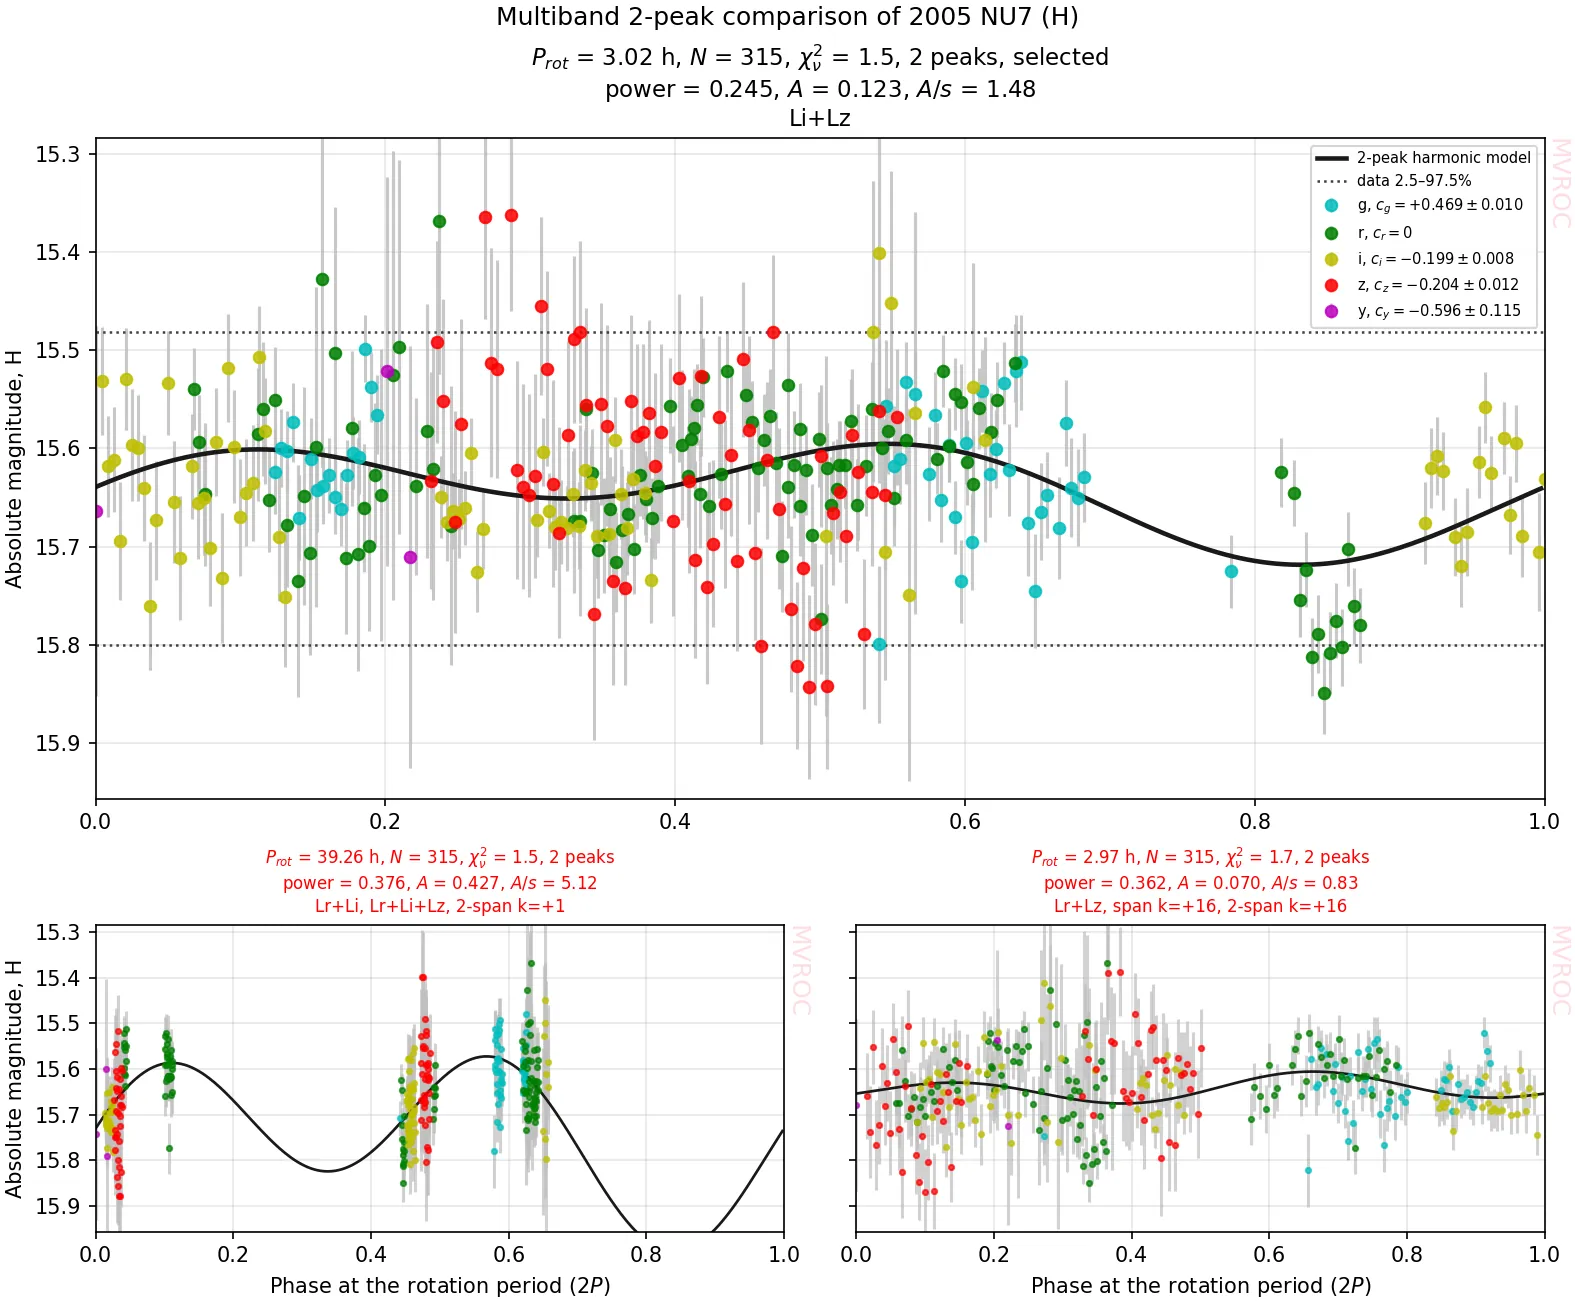 Multiband 2-peak comparison of 2005 NU7 (H)
P_rot = 3.02 h, N = 315, χ²_ν = 1.5, 2 peaks, selected
power = 0.245, A = 0.123, A/s = 1.48
Li+Lz
MVROC
Absolute magnitude, H
15.3
15.4
15.5
15.6
15.7
15.8
15.9
2-peak harmonic model
data 2.5–97.5%
g, c_g = +0.469 ± 0.010
r, c_r = 0
i, c_i = −0.199 ± 0.008
z, c_z = −0.204 ± 0.012
y, c_y = −0.596 ± 0.115
0.0 0.2 0.4 0.6 0.8 1.0
P_rot = 39.26 h, N = 315, χ²_ν = 1.5, 2 peaks
power = 0.376, A = 0.427, A/s = 5.12
Lr+Li, Lr+Li+Lz, 2-span k=+1
MVROC
Absolute magnitude, H
15.3
15.4
15.5
15.6
15.7
15.8
15.9
0.0 0.2 0.4 0.6 0.8 1.0
Phase at the rotation period (2P)
P_rot = 2.97 h, N = 315, χ²_ν = 1.7, 2 peaks
power = 0.362, A = 0.070, A/s = 0.83
Lr+Lz, span k=+16, 2-span k=+16
MVROC
0.0 0.2 0.4 0.6 0.8 1.0
Phase at the rotation period (2P)